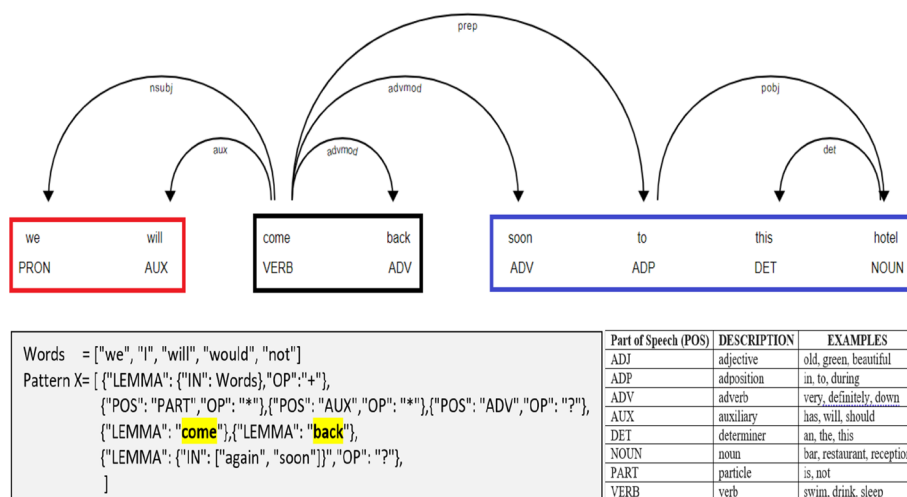 prep
nsubj advmod pobj
aux advmod det
we will come back soon to this hotel
PRON AUX VERB ADV ADV ADP DET NOUN
Words = ["we", "I", "will", "would", "not"]
Pattern X= [ {"LEMMA": {"IN": Words},"OP":"+"},
{"POS": "PART","OP": "*"},{"POS": "AUX","OP": "*"},{"POS": "ADV","OP": "?"},
{"LEMMA": "come"},{"LEMMA": "back"},
{"LEMMA": {"IN": ["again", "soon"]}","OP": "?"},
]
Part of Speech (POS) DESCRIPTION EXAMPLES
ADJ adjective old, green, beautiful
ADP adposition in, to, during
ADV adverb very, definitely, down
AUX auxiliary has, will, should
DET determiner an, the, this
NOUN noun bar, restaurant, reception
PART particle is, not
VERB verb swim, drink, sleep